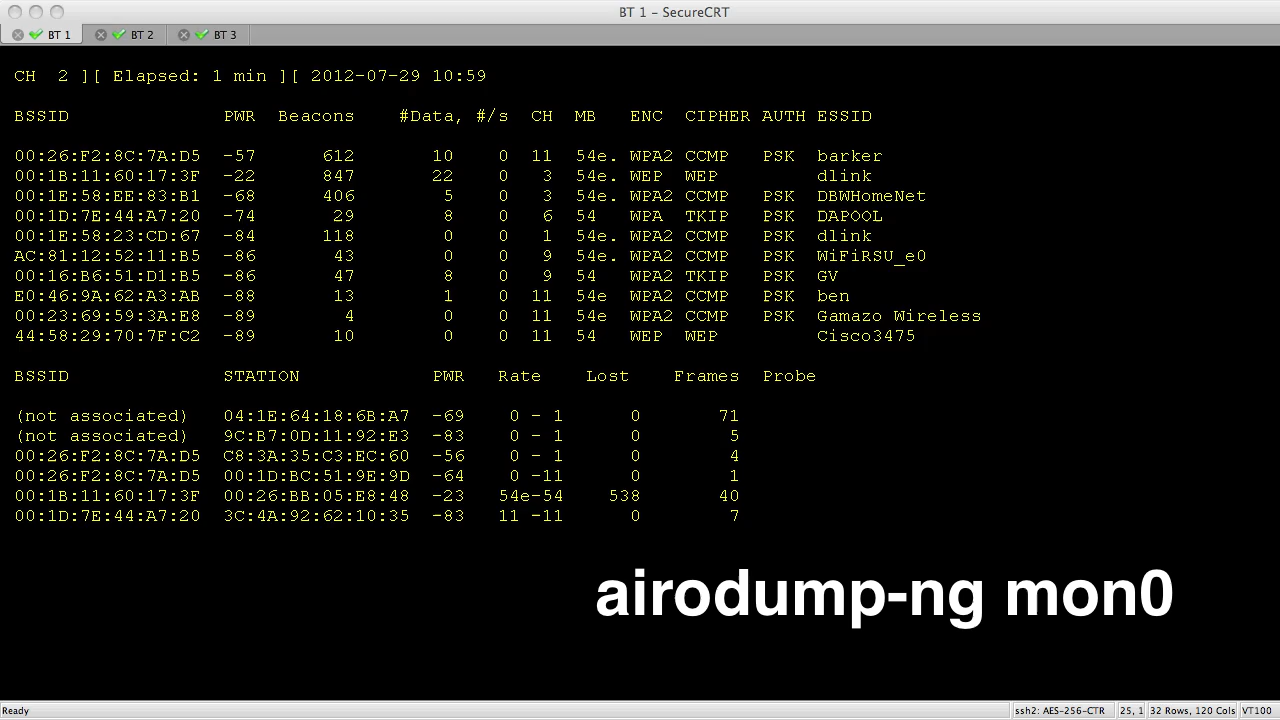 BT 1 – SecureCRT
BT 1 BT 2 BT 3
CH 2 ][ Elapsed: 1 min ][ 2012-07-29 10:59
BSSID PWR Beacons #Data, #/s CH MB ENC CIPHER AUTH ESSID
00:26:F2:8C:7A:D5 -57 612 10 0 11 54e. WPA2 CCMP PSK barker
00:1B:11:60:17:3F -22 847 22 0 3 54e. WEP WEP dlink
00:1E:58:EE:83:B1 -68 406 5 0 3 54e. WPA2 CCMP PSK DBWHomeNet
00:1D:7E:44:A7:20 -74 29 8 0 6 54 WPA TKIP PSK DAPOOL
00:1E:58:23:CD:67 -84 118 0 0 1 54e. WPA2 CCMP PSK dlink
AC:81:12:52:11:B5 -86 43 0 0 9 54e. WPA2 CCMP PSK WiFiRSU_e0
00:16:B6:51:D1:B5 -86 47 8 0 9 54 WPA2 TKIP PSK GV
E0:46:9A:62:A3:AB -88 13 1 0 11 54e WPA2 CCMP PSK ben
00:23:69:59:3A:E8 -89 4 0 0 11 54e WPA2 CCMP PSK Gamazo Wireless
44:58:29:70:7F:C2 -89 10 0 0 11 54 WEP WEP Cisco3475
BSSID STATION PWR Rate Lost Frames Probe
(not associated) 04:1E:64:18:6B:A7 -69 0 - 1 0 71
(not associated) 9C:B7:0D:11:92:E3 -83 0 - 1 0 5
00:26:F2:8C:7A:D5 C8:3A:35:C3:EC:60 -56 0 - 1 0 4
00:26:F2:8C:7A:D5 00:1D:BC:51:9E:9D -64 0 -11 0 1
00:1B:11:60:17:3F 00:26:BB:05:E8:48 -23 54e-54 538 40
00:1D:7E:44:A7:20 3C:4A:92:62:10:35 -83 11 -11 0 7
airodump-ng mon0
Ready ssh2: AES-256-CTR 25, 1 32 Rows, 120 Cols VT100